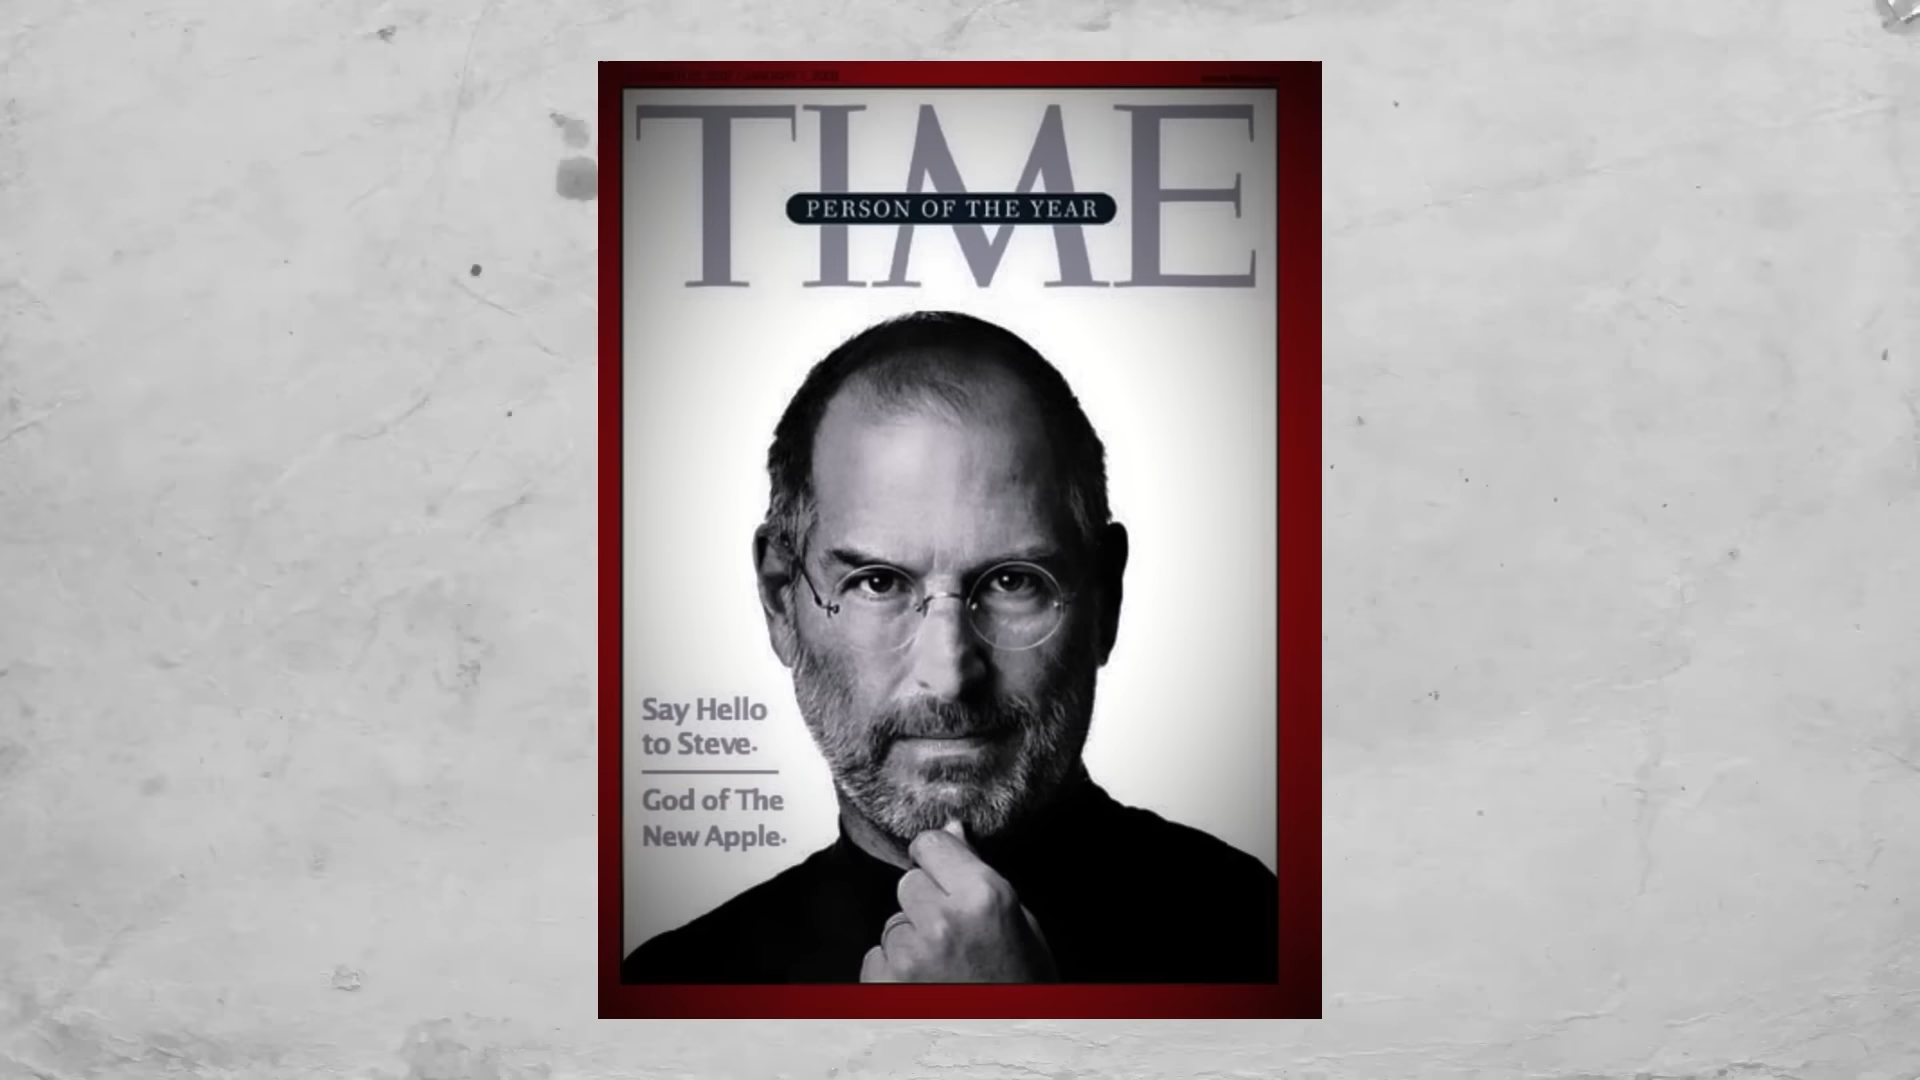 TIME
PERSON OF THE YEAR
Say Hello
to Steve.
God of The
New Apple.